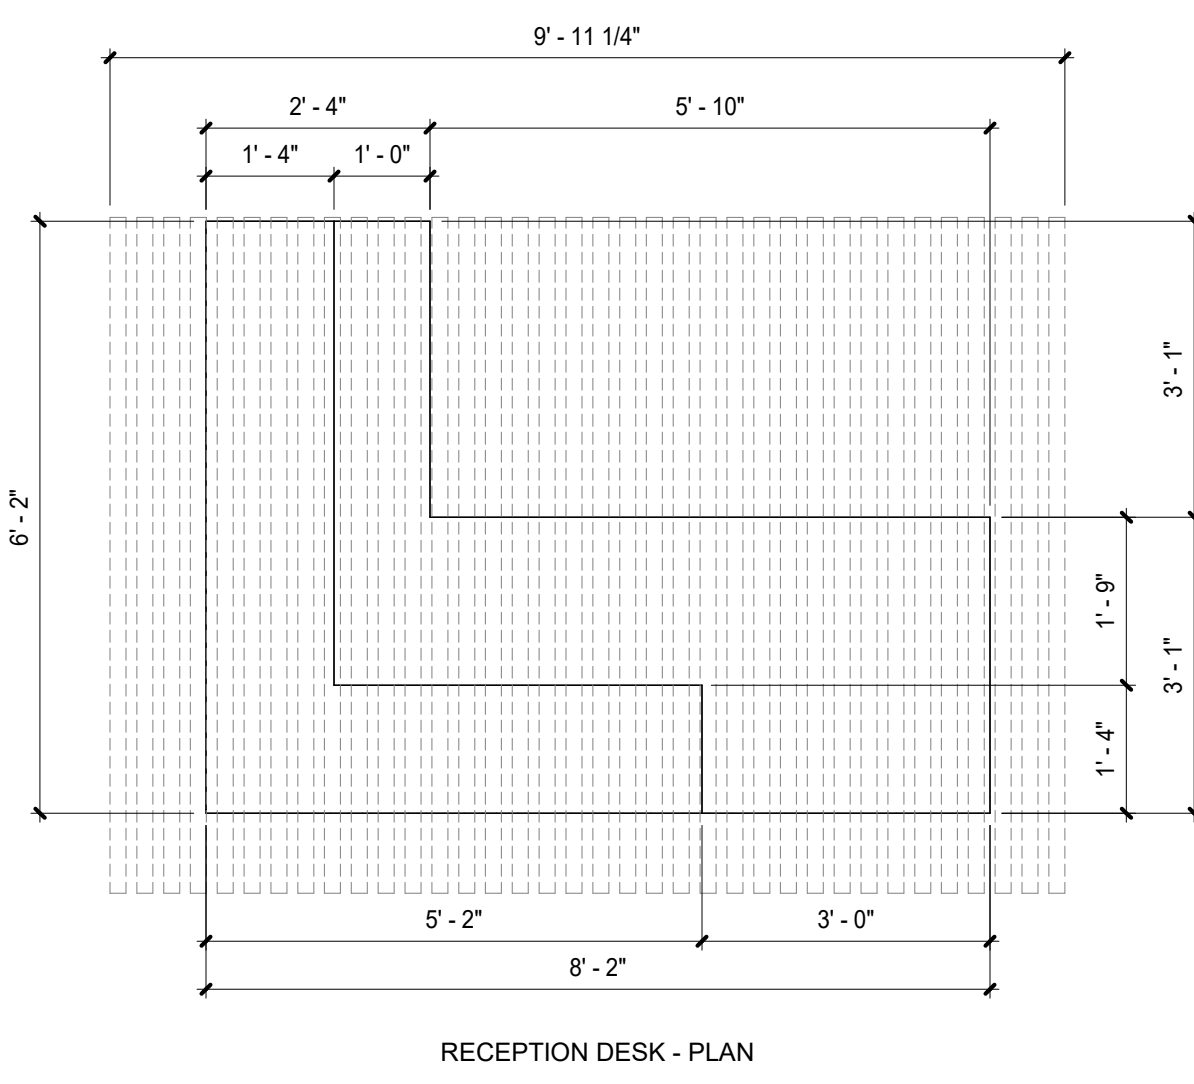 9' - 11 1/4"
2' - 4"
5' - 10"
1' - 4"
1' - 0"
6' - 2"
3' - 1"
1' - 9"
3' - 1"
1' - 4"
5' - 2"
3' - 0"
8' - 2"
RECEPTION DESK - PLAN